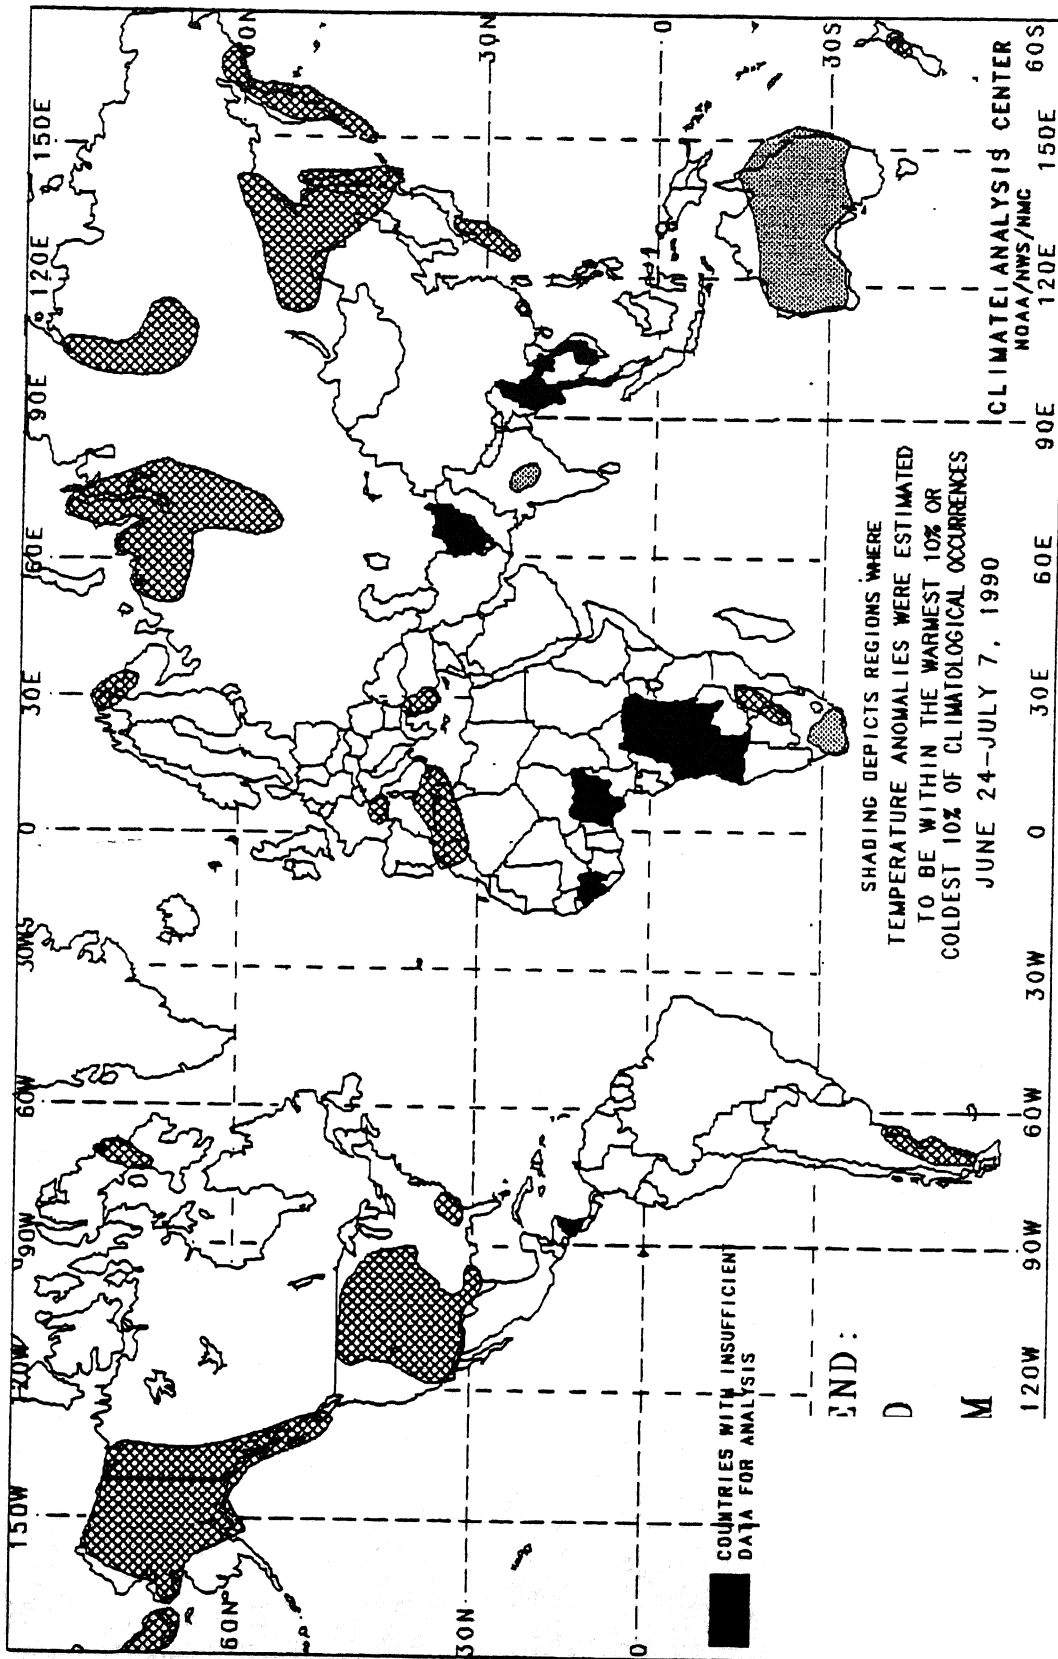 150W
120W
90W
60W
30W
0
30E
60E
90E
120E
150E
60N
30N
0
30N
0
30S
60S
COUNTRIES WITH INSUFFICIENT
DATA FOR ANALYSIS
END:
D
M
SHADING DEPICTS REGIONS WHERE
TEMPERATURE ANOMALIES WERE ESTIMATED
TO BE WITHIN THE WARMEST 10% OR
COLDEST 10% OF CLIMATOLOGICAL OCCURRENCES
JUNE 24-JULY 7, 1990
CLIMATE ANALYSIS CENTER
NOAA/NWS/NMC
120W
90W
60W
30W
0
30E
60E
90E
120E
150E